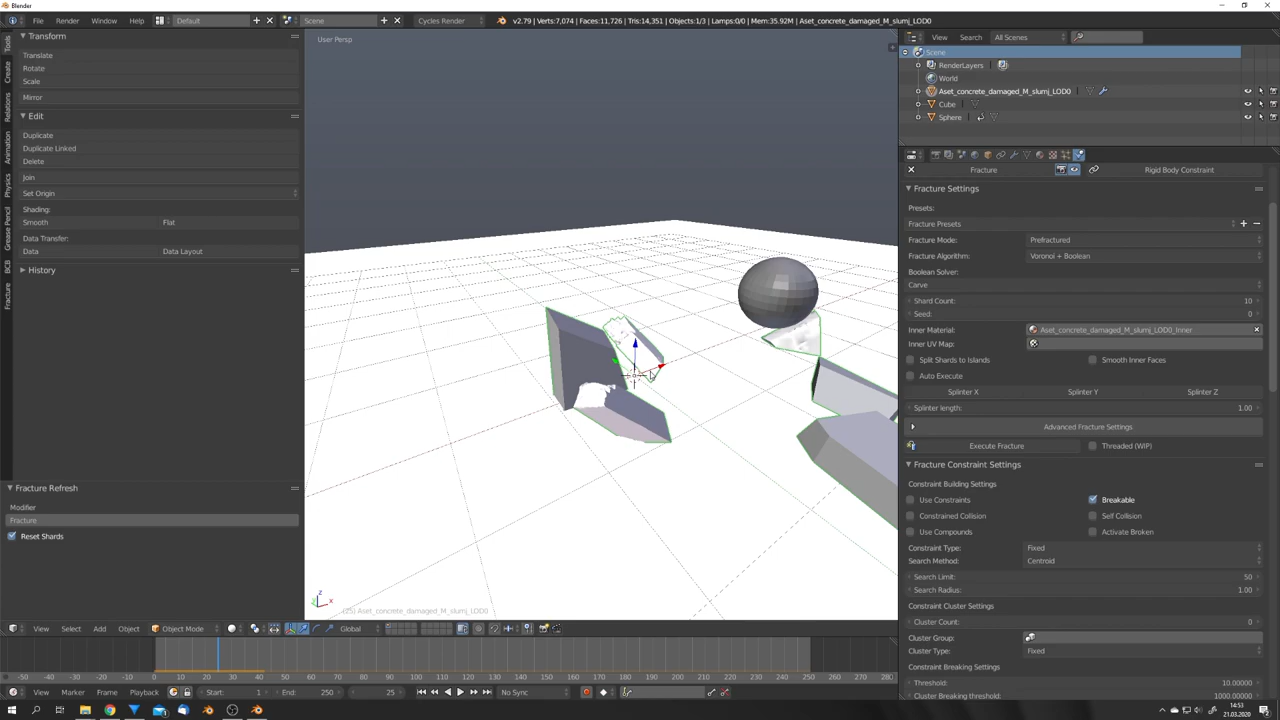 Blender
File Render Window Help Default Scene Cycles Render v2.79 | Verts:7,074 | Faces:11,726 | Tris:14,351 | Objects:1/3 | Lamps:0/0 | Mem:35.92M | Aset_concrete_damaged_M_slumj_LOD0
View Search All Scenes
Tools
Create
Relations
Animation
Physics
Grease Pencil
BCB
Fracture
Transform
Translate
Rotate
Scale
Mirror
Edit
Duplicate
Duplicate Linked
Delete
Join
Set Origin
Shading:
Smooth Flat
Data Transfer:
Data Data Layout
History
Fracture Refresh
Modifier
Fracture
Reset Shards
User Persp
z
x
(25) Aset_concrete_damaged_M_slumj_LOD0
View Select Add Object Object Mode Global
-50 -40 -30 -20 -10 0 10 20 30 40 50 60 70 80 90 100 110 120 130 140 150 160 170 180 190 200 210 220 230 240 250 260 270 280
View Marker Frame Playback Start: 1 End: 250 25 No Sync
Scene
RenderLayers
World
Aset_concrete_damaged_M_slumj_LOD0
Cube
Sphere
Fracture Rigid Body Constraint
Fracture Settings
Presets:
Fracture Presets
Fracture Mode: Prefractured
Fracture Algorithm: Voronoi + Boolean
Boolean Solver:
Carve
Shard Count: 10
Seed: 0
Inner Material: Aset_concrete_damaged_M_slumj_LOD0_Inner
Inner UV Map:
Split Shards to Islands Smooth Inner Faces
Auto Execute
Splinter X Splinter Y Splinter Z
Splinter length: 1.00
Advanced Fracture Settings
Execute Fracture Threaded (WIP)
Fracture Constraint Settings
Constraint Building Settings
Use Constraints Breakable
Constrained Collision Self Collision
Use Compounds Activate Broken
Constraint Type: Fixed
Search Method: Centroid
Search Limit: 50
Search Radius: 1.00
Constraint Cluster Settings
Cluster Count: 0
Cluster Group:
Cluster Type: Fixed
Constraint Breaking Settings
Threshold: 10.00000
Cluster Breaking threshold: 1000.00000
14:53
21.03.2020